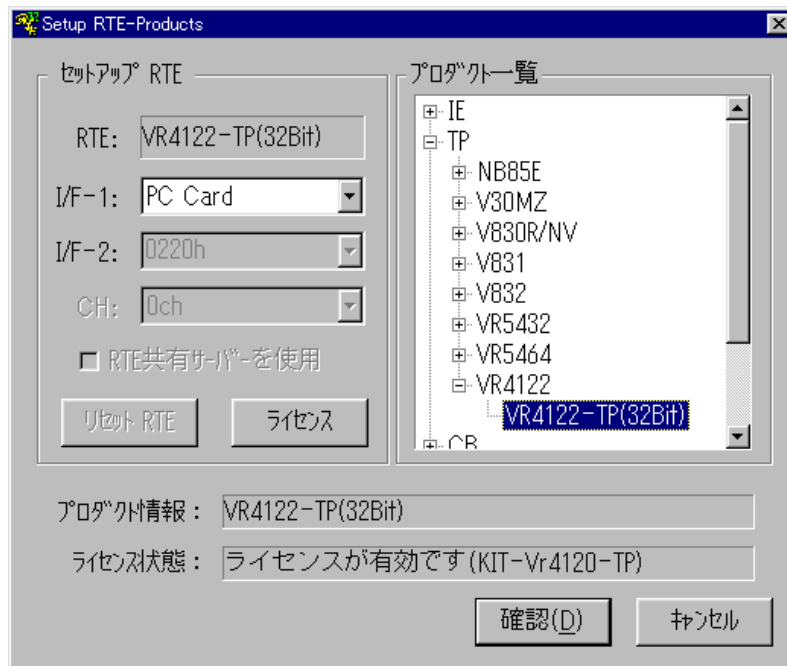 Setup RTE-Products
セットアップ RTE
RTE: VR4122-TP(32Bit)
I/F-1: PC Card
I/F-2: 0220h
CH: 0ch
RTE共有サーバーを使用
リセット RTE
ライセンス
プロダクト一覧
IE
TP
NB85E
V30MZ
V830R/NV
V831
V832
VR5432
VR5464
VR4122
VR4122-TP(32Bit)
CB
プロダクト情報: VR4122-TP(32Bit)
ライセンス状態: ライセンスが有効です(KIT-Vr4120-TP)
確認(D)
キャンセル